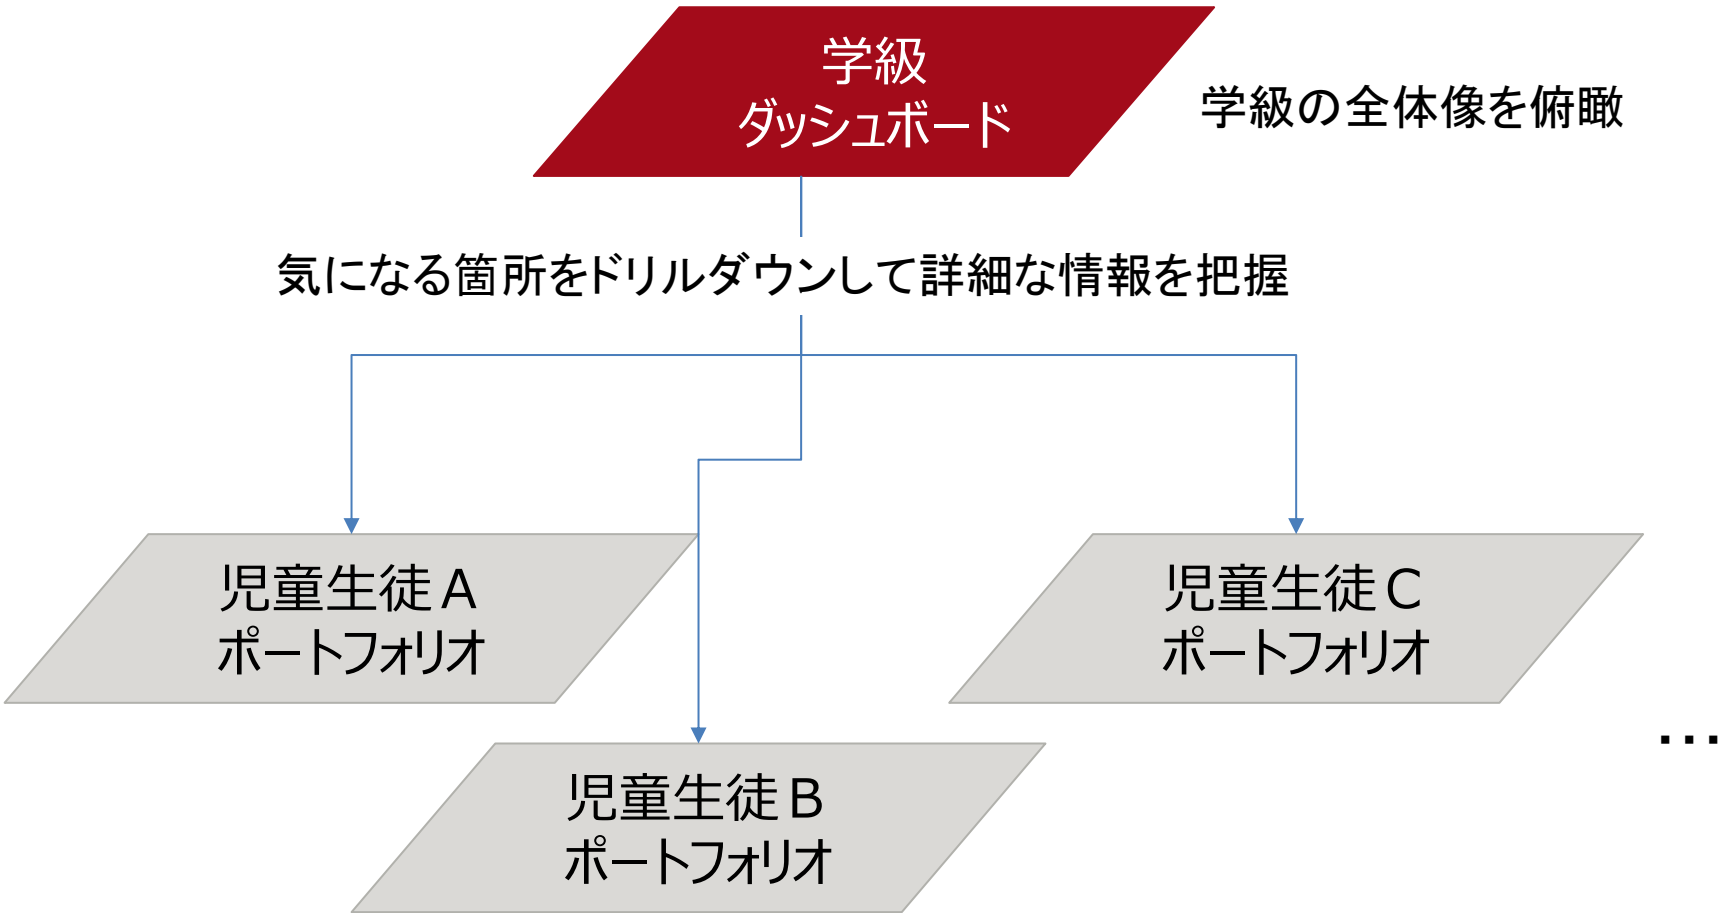 学級
ダッシュボード
学級の全体像を俯瞰
気になる箇所をドリルダウンして詳細な情報を把握
児童生徒A
ポートフォリオ
児童生徒C
ポートフォリオ
…
児童生徒B
ポートフォリオ